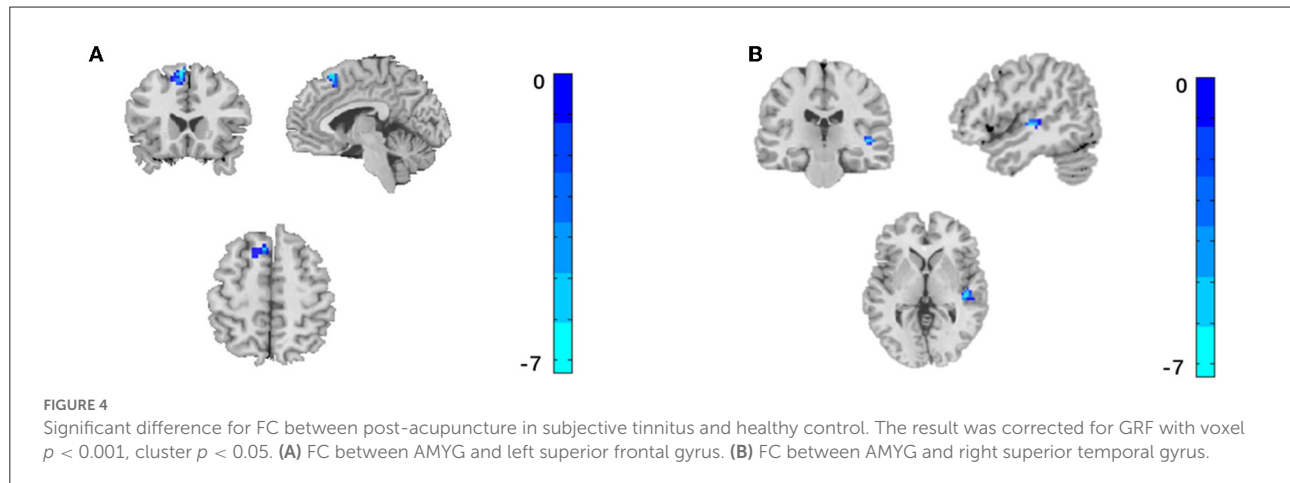 A
0
-7
B
0
-7
FIGURE 4
Significant difference for FC between post-acupuncture in subjective tinnitus and healthy control. The result was corrected for GRF with voxel
p < 0.001, cluster p < 0.05. (A) FC between AMYG and left superior frontal gyrus. (B) FC between AMYG and right superior temporal gyrus.